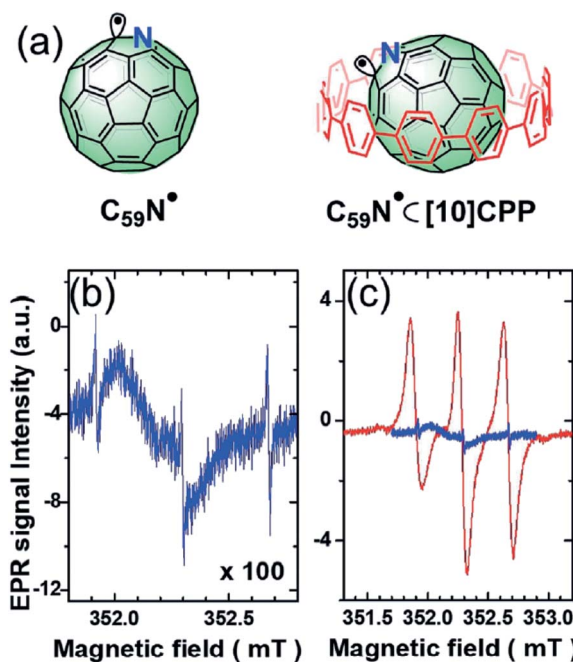 (a)
N
N
C₅₉N•
C₅₉N•⊂[10]CPP
(b)
(c)
EPR signal Intensity (a.u.)
0
-4
-8
-12
x 100
352.0
352.5
Magnetic field ( mT )
4
0
-4
351.5
352.0
352.5
353.0
Magnetic field ( mT )